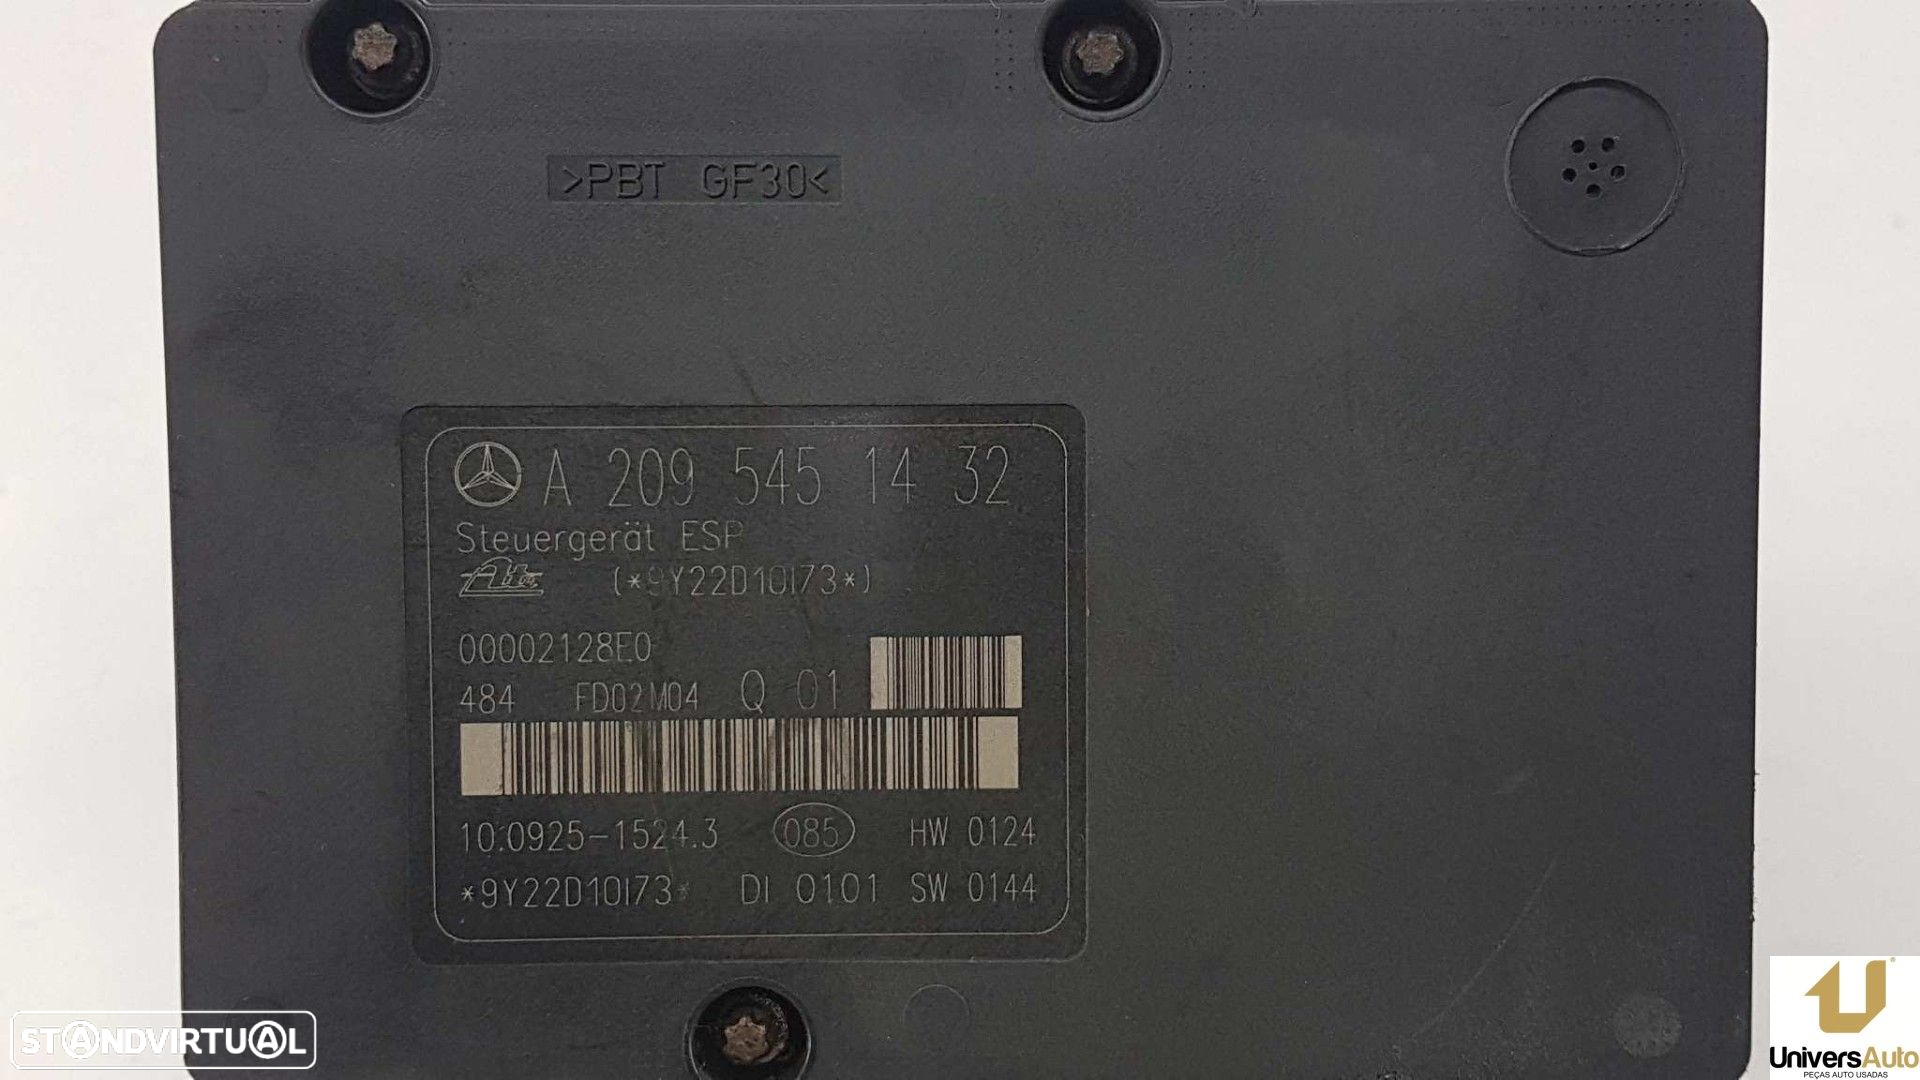 >PBT GF30<
A 209 545 14 32
Steuergerät ESP
Ate (*9Y22D10I73*)
00002128E0
484 FD02M04 Q 01
10.0925-1524.3 085 HW 0124
*9Y22D10I73* DI 0101 SW 0144
STANDVIRTUAL
UniversAuto
PEÇAS AUTO USADAS